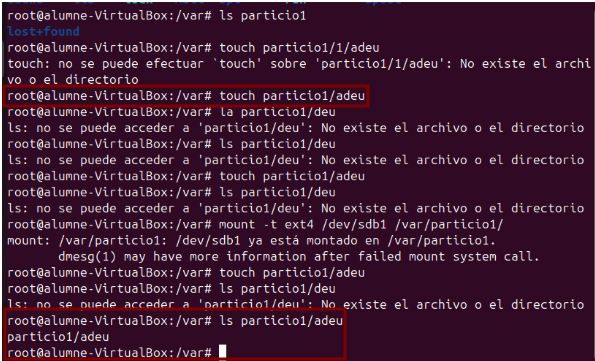 root@alumne-VirtualBox:/var# ls particio1
lost+found
root@alumne-VirtualBox:/var# touch particio1/1/adeu
touch: no se puede efectuar `touch' sobre 'particio1/1/adeu': No existe el archi
vo o el directorio
root@alumne-VirtualBox:/var# touch particio1/adeu
root@alumne-VirtualBox:/var# la particio1/deu
ls: no se puede acceder a 'particio1/deu': No existe el archivo o el directorio
root@alumne-VirtualBox:/var# ls particio1/deu
ls: no se puede acceder a 'particio1/deu': No existe el archivo o el directorio
root@alumne-VirtualBox:/var# touch particio1/adeu
root@alumne-VirtualBox:/var# ls particio1/deu
ls: no se puede acceder a 'particio1/deu': No existe el archivo o el directorio
root@alumne-VirtualBox:/var# mount -t ext4 /dev/sdb1 /var/particio1/
mount: /var/particio1: /dev/sdb1 ya está montado en /var/particio1.
dmesg(1) may have more information after failed mount system call.
root@alumne-VirtualBox:/var# touch particio1/adeu
root@alumne-VirtualBox:/var# ls particio1/deu
ls: no se puede acceder a 'particio1/deu': No existe el archivo o el directorio
root@alumne-VirtualBox:/var# ls particio1/adeu
particio1/adeu
root@alumne-VirtualBox:/var#